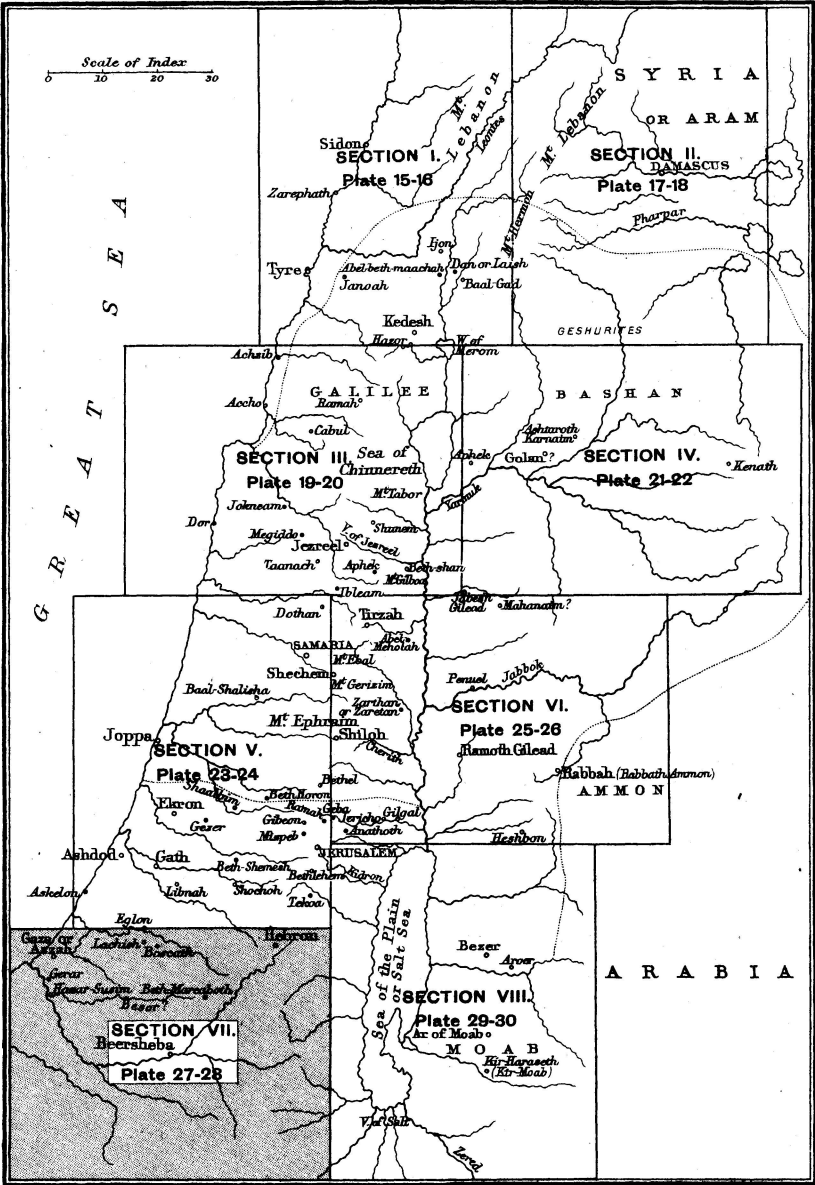 Scale of Index
0 10 20 30
SYRIA
OR ARAM
Mt. Lebanon
Leontes
Mt. Lebanon
Sidon
SECTION I.
Plate 15-16
SECTION II.
DAMASCUS
Plate 17-18
Zarephath
Pharpar
Mt. Hermon
GREAT SEA
Ijon
Tyre
Abel-beth-maachah
Dan or Laish
Janoah
Baal-Gad
Kedesh
GESHURITES
Hazor
W. of Merom
Achzib
GALILEE
BASHAN
Accho
Ramah
Cabul
Ashtaroth
Karnaim
Sea of
Chinnereth
SECTION III.
Plate 19-20
Aphek
Golan?
SECTION IV.
Plate 21-22
Kenath
Mt. Tabor
Yarmuk
Jokneam
Dor
Shunem
Megiddo
V. of Jezreel
Jezreel
Taanach
Aphek
Beth-shan
Mt. Gilboa
Ibleam
Jabesh
Gilead
Mahanaim?
Dothan
Tirzah
SAMARIA
Abel
Meholah
Mt. Ebal
Shechem
Mt. Gerizim
Penuel
Jabbok
Baal-Shalisha
Zarthan
or Zaretan
SECTION VI.
Plate 25-26
Mt. Ephraim
Joppa
Shiloh
Cherith
SECTION V.
Plate 23-24
Ramoth Gilead
Bethel
Rabbah (Rabbath-Ammon)
AMMON
Shaalbim
Beth Horon
Ekron
Ramah
Geba
Jericho
Gilgal
Gibeon
Gezer
Anathoth
Mispeh
Heshbon
JERUSALEM
Ashdod
Gath
Beth-Shemesh
Bethlehem
Kidron
Askelon
Libnah
Shochoh
Tekoa
Eglon
Gaza or
Azzah
Lachish
Boscath
Hebron
Sea of the Plain
or Salt Sea
Bezer
Aroer
ARABIA
Gerar
Hazar-Susim
Beth-Marcaboth
Besor?
SECTION VIII.
Plate 29-30
SECTION VII.
Beersheba
Plate 27-28
Ar of Moab
MOAB
Kir-Haraseth
(Kir-Moab)
V. of Salt
Zered